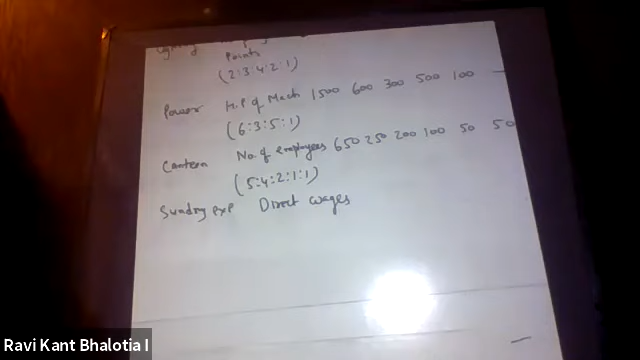 Points
(2:3:4:2:1)
Power H.P of Mach 1500 600 300 500 100 —
(6:3:5:1)
Canteen No. of employees 650 250 200 100 50 50
(5:4:2:1:1)
Sundry exp Direct wages
Ravi Kant Bhalotia I